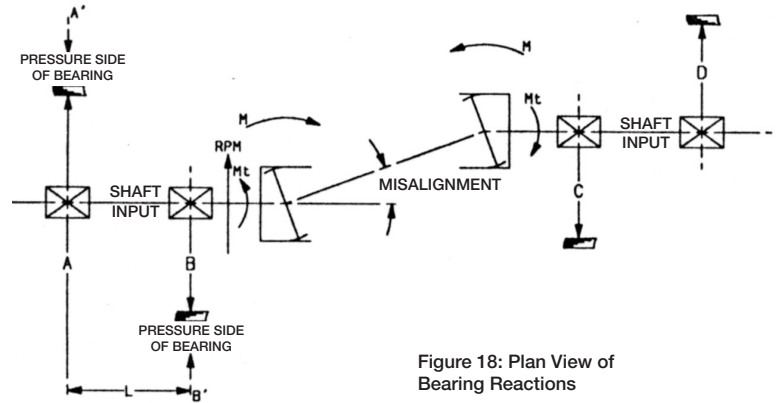 A'
PRESSURE SIDE
OF BEARING
M
RPM
Mt
SHAFT
INPUT
A
B
PRESSURE SIDE
OF BEARING
L
B'
MISALIGNMENT
M
Mt
SHAFT
INPUT
C
D
Figure 18: Plan View of
Bearing Reactions